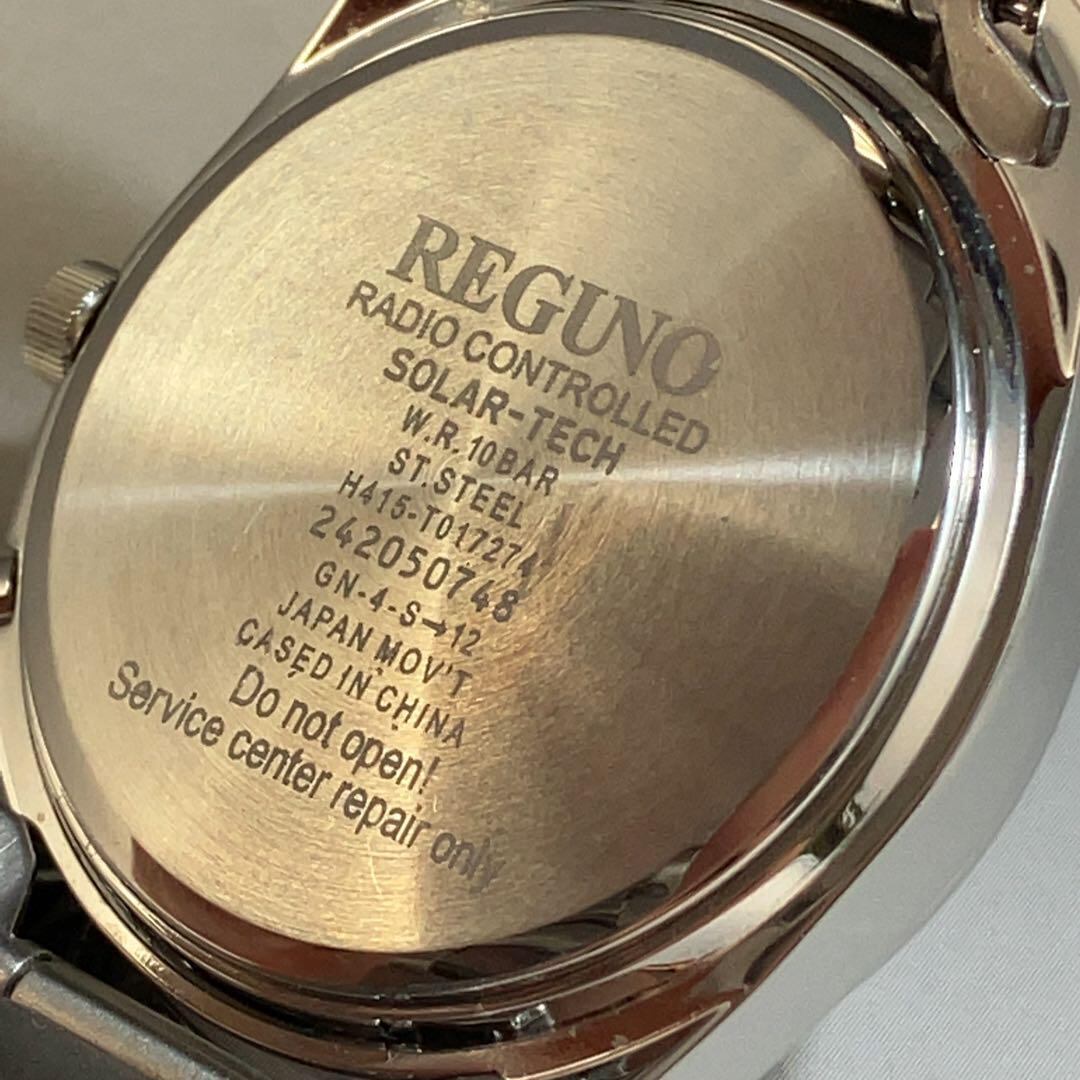 REGUNO
RADIO CONTROLLED
SOLAR-TECH
W.R.10BAR
ST.STEEL
H415-T017274
242050748
GN-4-S→12
JAPAN MOV'T
CASED IN CHINA
Do not open!
Service center repair only